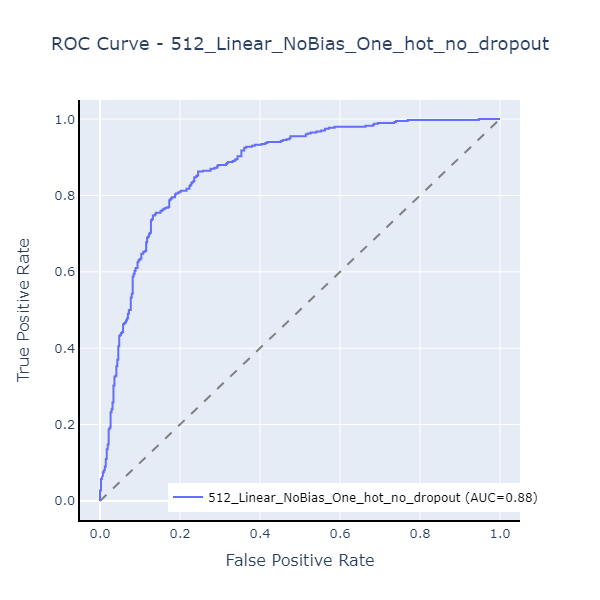 ROC Curve - 512_Linear_NoBias_One_hot_no_dropout
True Positive Rate
1.0
0.8
0.6
0.4
0.2
0.0
512_Linear_NoBias_One_hot_no_dropout (AUC=0.88)
0.0 0.2 0.4 0.6 0.8 1.0
False Positive Rate